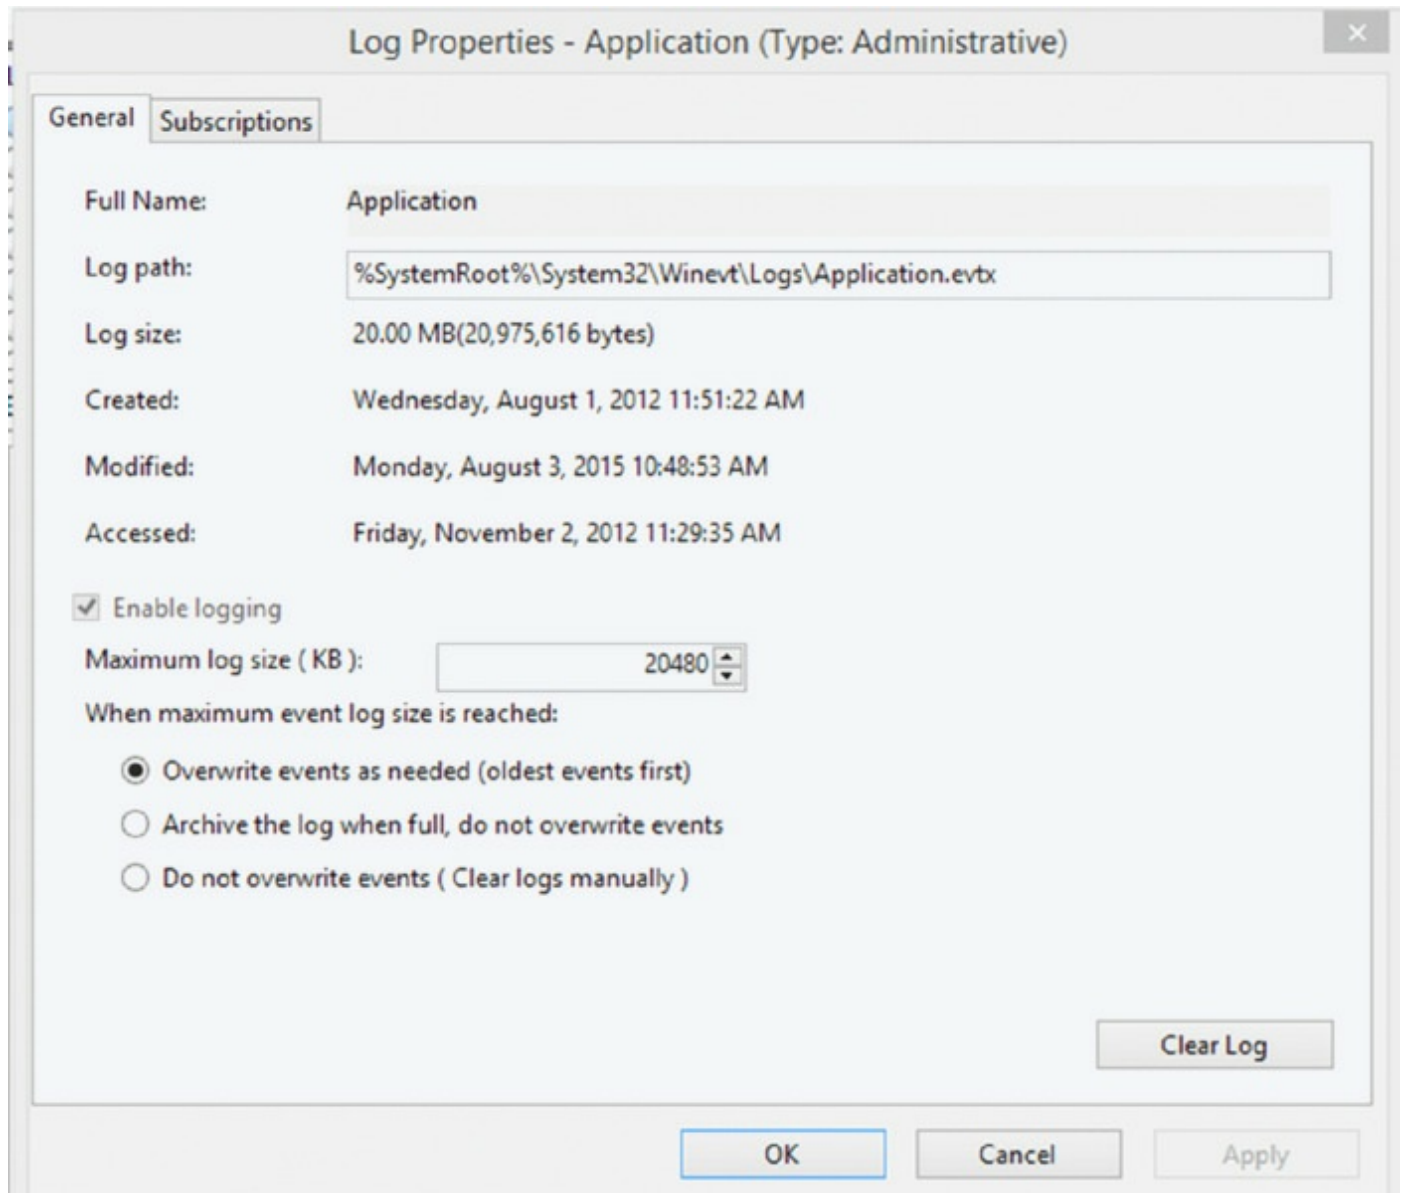 Log Properties - Application (Type: Administrative)
General Subscriptions
Full Name: Application
Log path: %SystemRoot%\System32\Winevt\Logs\Application.evtx
Log size: 20.00 MB(20,975,616 bytes)
Created: Wednesday, August 1, 2012 11:51:22 AM
Modified: Monday, August 3, 2015 10:48:53 AM
Accessed: Friday, November 2, 2012 11:29:35 AM
Enable logging
Maximum log size ( KB ): 20480
When maximum event log size is reached:
Overwrite events as needed (oldest events first)
Archive the log when full, do not overwrite events
Do not overwrite events ( Clear logs manually )
Clear Log
OK Cancel Apply